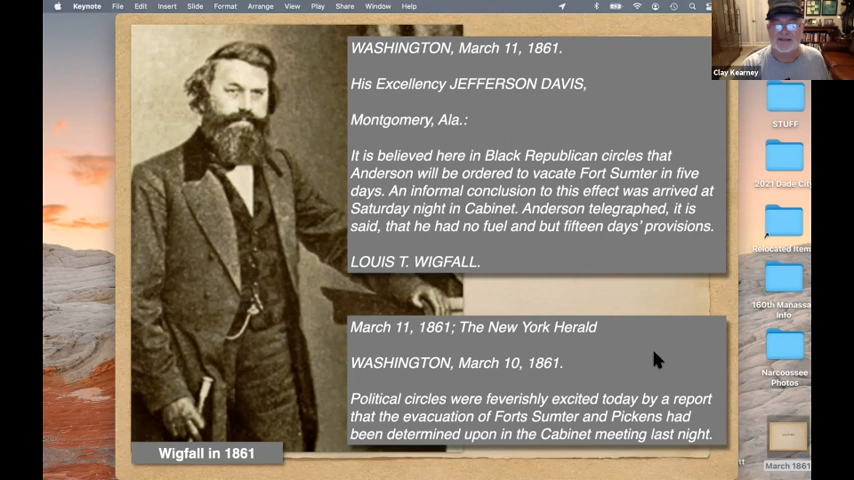 Keynote File Edit Insert Slide Format Arrange View Play Share Window Help
Clay Kearney
WASHINGTON, March 11, 1861.
His Excellency JEFFERSON DAVIS,
Montgomery, Ala.:
It is believed here in Black Republican circles that
Anderson will be ordered to vacate Fort Sumter in five
days. An informal conclusion to this effect was arrived at
Saturday night in Cabinet. Anderson telegraphed, it is
said, that he had no fuel and but fifteen days' provisions.
LOUIS T. WIGFALL.
March 11, 1861; The New York Herald
WASHINGTON, March 10, 1861.
Political circles were feverishly excited today by a report
that the evacuation of Forts Sumter and Pickens had
been determined upon in the Cabinet meeting last night.
Wigfall in 1861
STUFF
2021 Dade City
Relocated Item
160th Manassa
Info
Narcoossee
Photos
March 1861